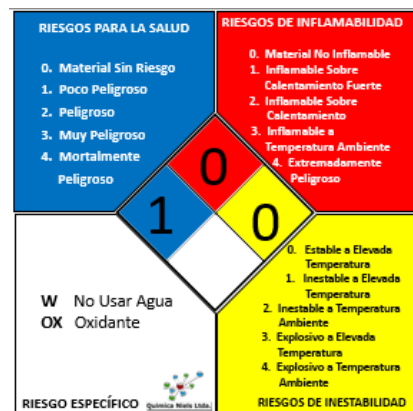 RIESGOS PARA LA SALUD
0. Material Sin Riesgo
1. Poco Peligroso
2. Peligroso
3. Muy Peligroso
4. Mortalmente
Peligroso
RIESGOS DE INFLAMABILIDAD
0. Material No Inflamable
1. Inflamable Sobre
Calentamiento Fuerte
2. Inflamable Sobre
Calentamiento
3. Inflamable a
Temperatura Ambiente
4. Extremadamente
Peligroso
0
1
0
W No Usar Agua
OX Oxidante
RIESGO ESPECÍFICO
Química Niels Ltda.
0. Estable a Elevada
Temperatura
1. Inestable a Elevada
Temperatura
2. Inestable a Temperatura
Ambiente
3. Explosivo a Elevada
Temperatura
4. Explosivo a Temperatura
Ambiente
RIESGOS DE INESTABILIDAD